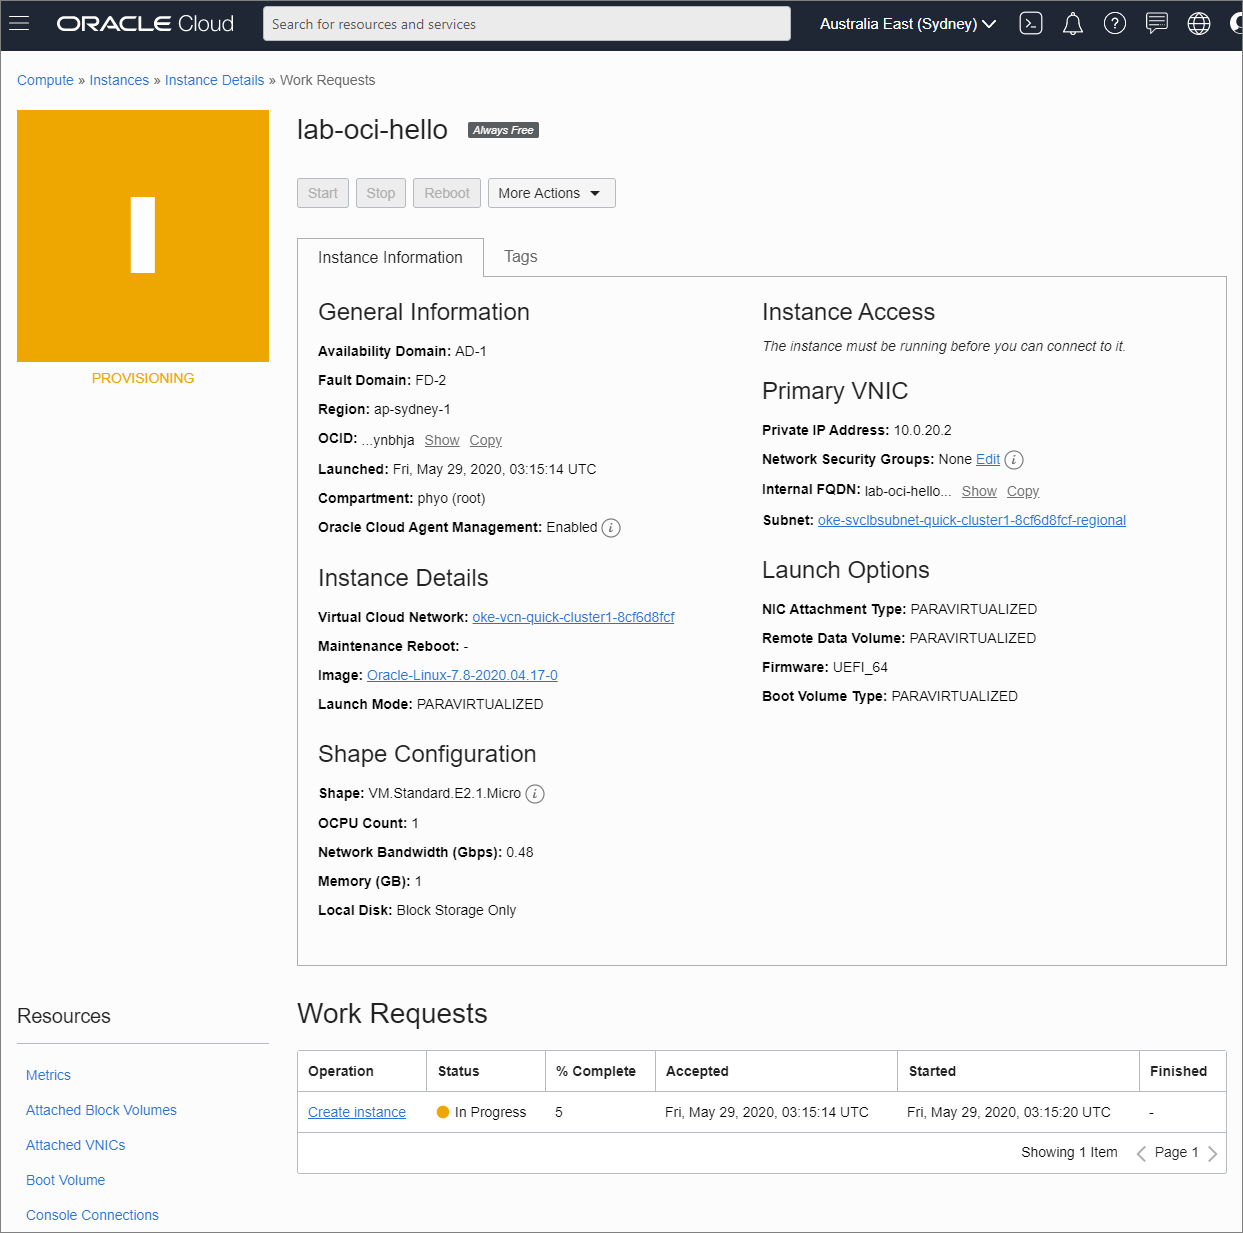 ORACLE Cloud
Search for resources and services
Australia East (Sydney)
Compute » Instances » Instance Details » Work Requests
I
PROVISIONING
lab-oci-hello Always Free
Start Stop Reboot More Actions
Instance Information Tags
General Information
Availability Domain: AD-1
Fault Domain: FD-2
Region: ap-sydney-1
OCID: ...ynbhja Show Copy
Launched: Fri, May 29, 2020, 03:15:14 UTC
Compartment: phyo (root)
Oracle Cloud Agent Management: Enabled i
Instance Details
Virtual Cloud Network: oke-vcn-quick-cluster1-8cf6d8fcf
Maintenance Reboot: -
Image: Oracle-Linux-7.8-2020.04.17-0
Launch Mode: PARAVIRTUALIZED
Shape Configuration
Shape: VM.Standard.E2.1.Micro i
OCPU Count: 1
Network Bandwidth (Gbps): 0.48
Memory (GB): 1
Local Disk: Block Storage Only
Instance Access
The instance must be running before you can connect to it.
Primary VNIC
Private IP Address: 10.0.20.2
Network Security Groups: None Edit i
Internal FQDN: lab-oci-hello... Show Copy
Subnet: oke-svclbsubnet-quick-cluster1-8cf6d8fcf-regional
Launch Options
NIC Attachment Type: PARAVIRTUALIZED
Remote Data Volume: PARAVIRTUALIZED
Firmware: UEFI_64
Boot Volume Type: PARAVIRTUALIZED
Resources
Metrics
Attached Block Volumes
Attached VNICs
Boot Volume
Console Connections
Work Requests
Operation Status % Complete Accepted Started Finished
Create instance In Progress 5 Fri, May 29, 2020, 03:15:14 UTC Fri, May 29, 2020, 03:15:20 UTC -
Showing 1 Item Page 1